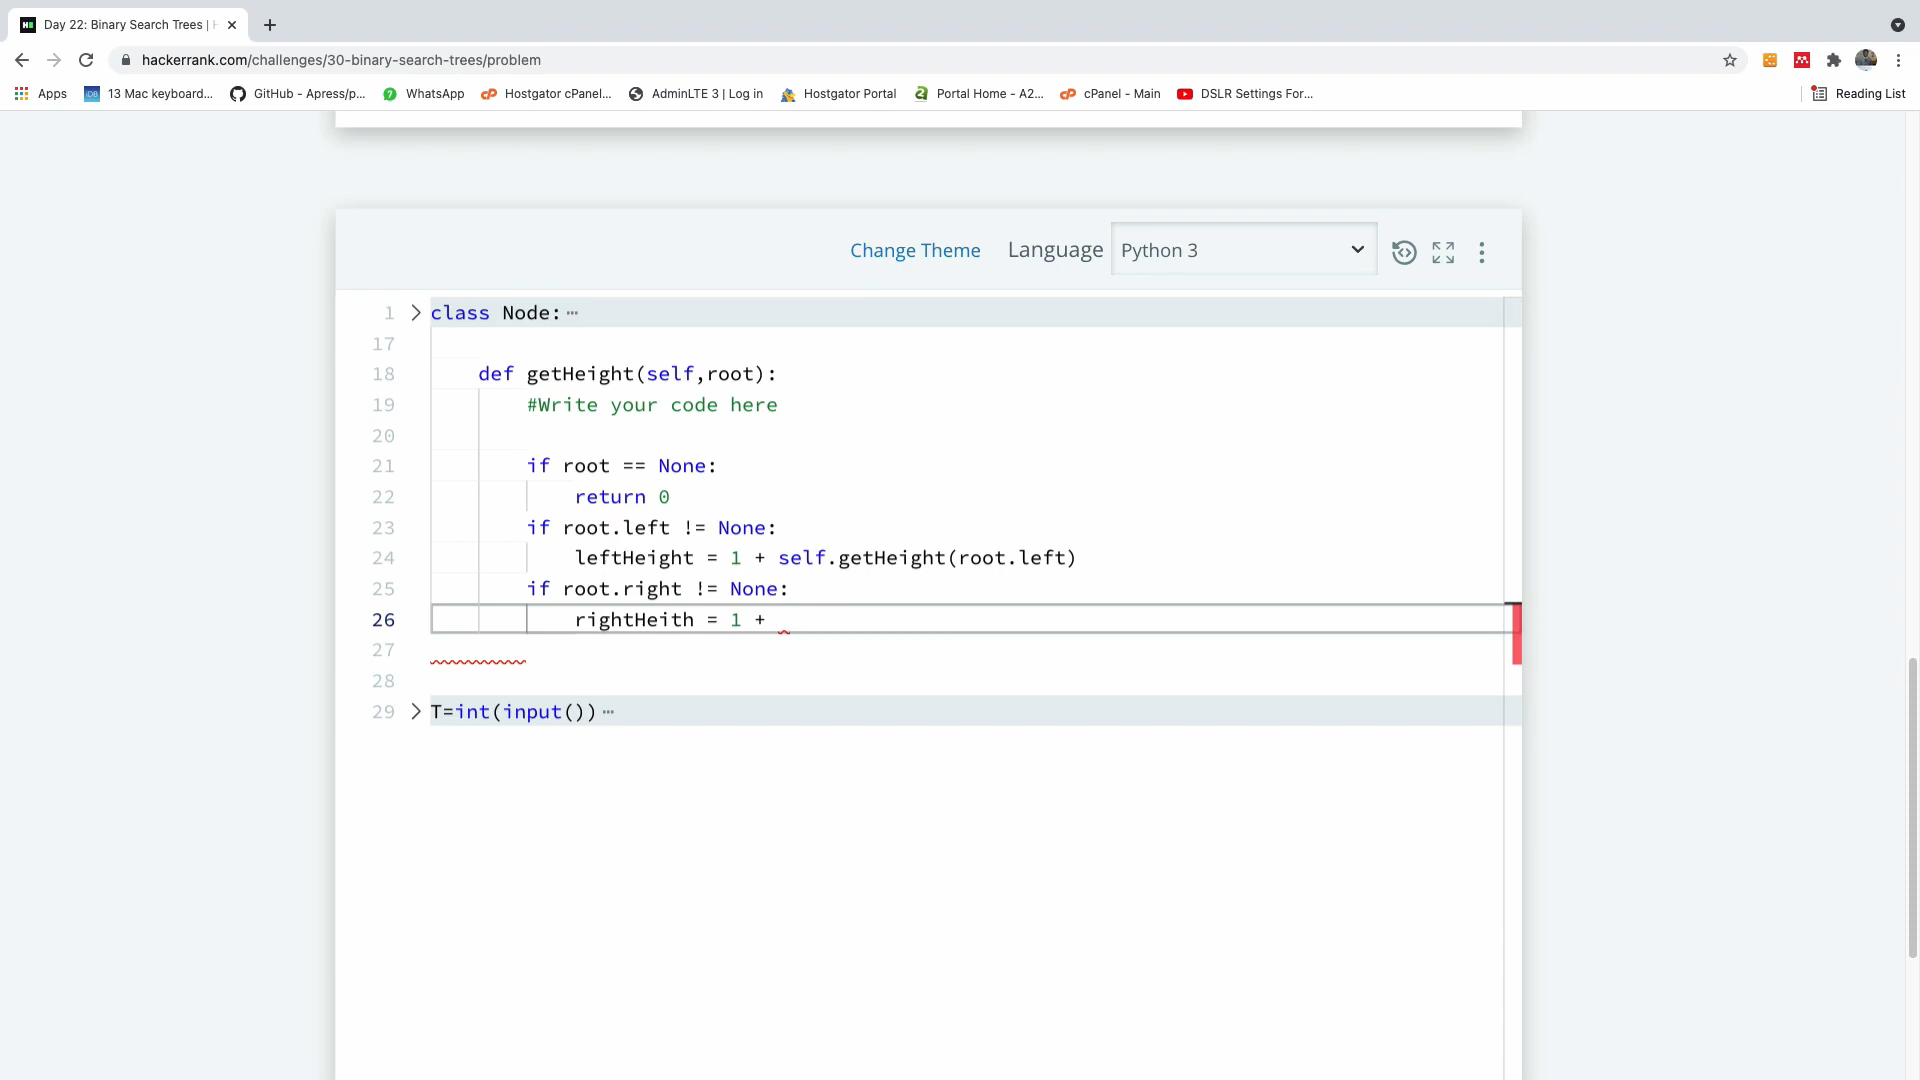 Day 22: Binary Search Trees |
hackerrank.com/challenges/30-binary-search-trees/problem
Apps 13 Mac keyboard... GitHub - Apress/p... WhatsApp Hostgator cPanel... AdminLTE 3 | Log in Hostgator Portal Portal Home - A2... cPanel - Main DSLR Settings For... Reading List
Change Theme Language Python 3
1 class Node:
17
18 def getHeight(self,root):
19 #Write your code here
20
21 if root == None:
22 return 0
23 if root.left != None:
24 leftHeight = 1 + self.getHeight(root.left)
25 if root.right != None:
26 rightHeith = 1 +
27
28
29 T=int(input())